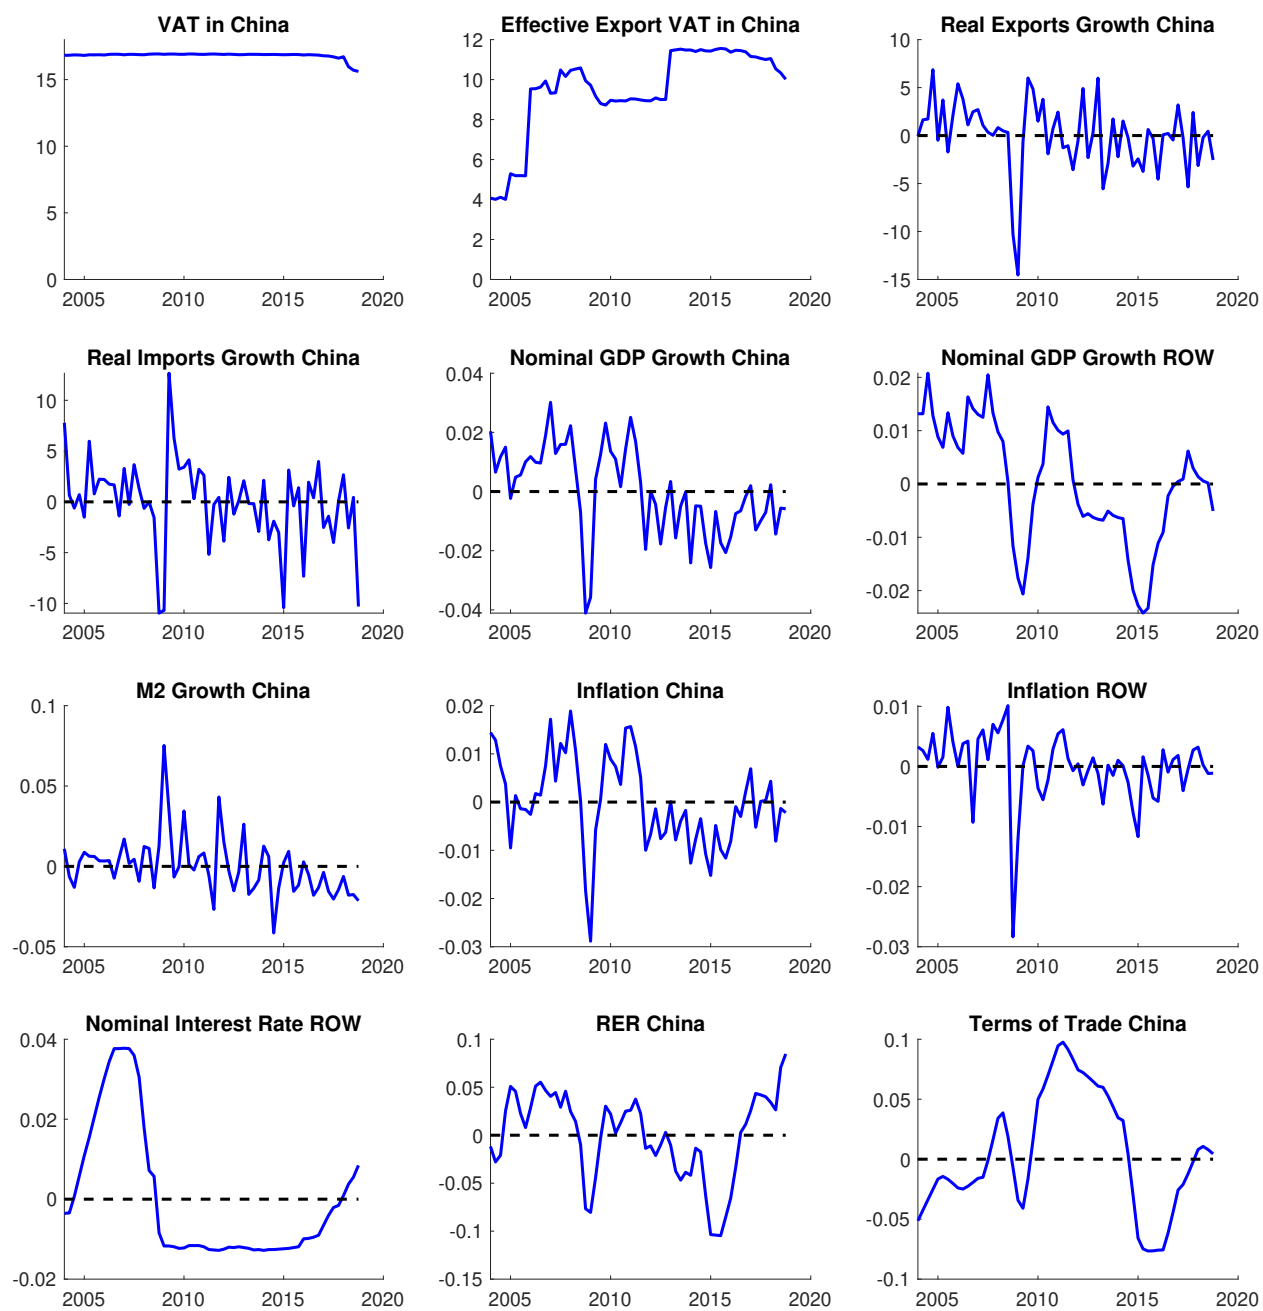 VAT in China
15
10
5
0
2005 2010 2015 2020
Effective Export VAT in China
12
10
8
6
4
2
0
2005 2010 2015 2020
Real Exports Growth China
10
5
0
-5
-10
-15
2005 2010 2015 2020
Real Imports Growth China
10
5
0
-5
-10
2005 2010 2015 2020
Nominal GDP Growth China
0.04
0.02
0
-0.02
-0.04
2005 2010 2015 2020
Nominal GDP Growth ROW
0.02
0.01
0
-0.01
-0.02
2005 2010 2015 2020
M2 Growth China
0.1
0.05
0
-0.05
2005 2010 2015 2020
Inflation China
0.02
0.01
0
-0.01
-0.02
-0.03
2005 2010 2015 2020
Inflation ROW
0.01
0
-0.01
-0.02
-0.03
2005 2010 2015 2020
Nominal Interest Rate ROW
0.04
0.02
0
-0.02
2005 2010 2015 2020
RER China
0.1
0.05
0
-0.05
-0.1
-0.15
2005 2010 2015 2020
Terms of Trade China
0.1
0.05
0
-0.05
-0.1
2005 2010 2015 2020